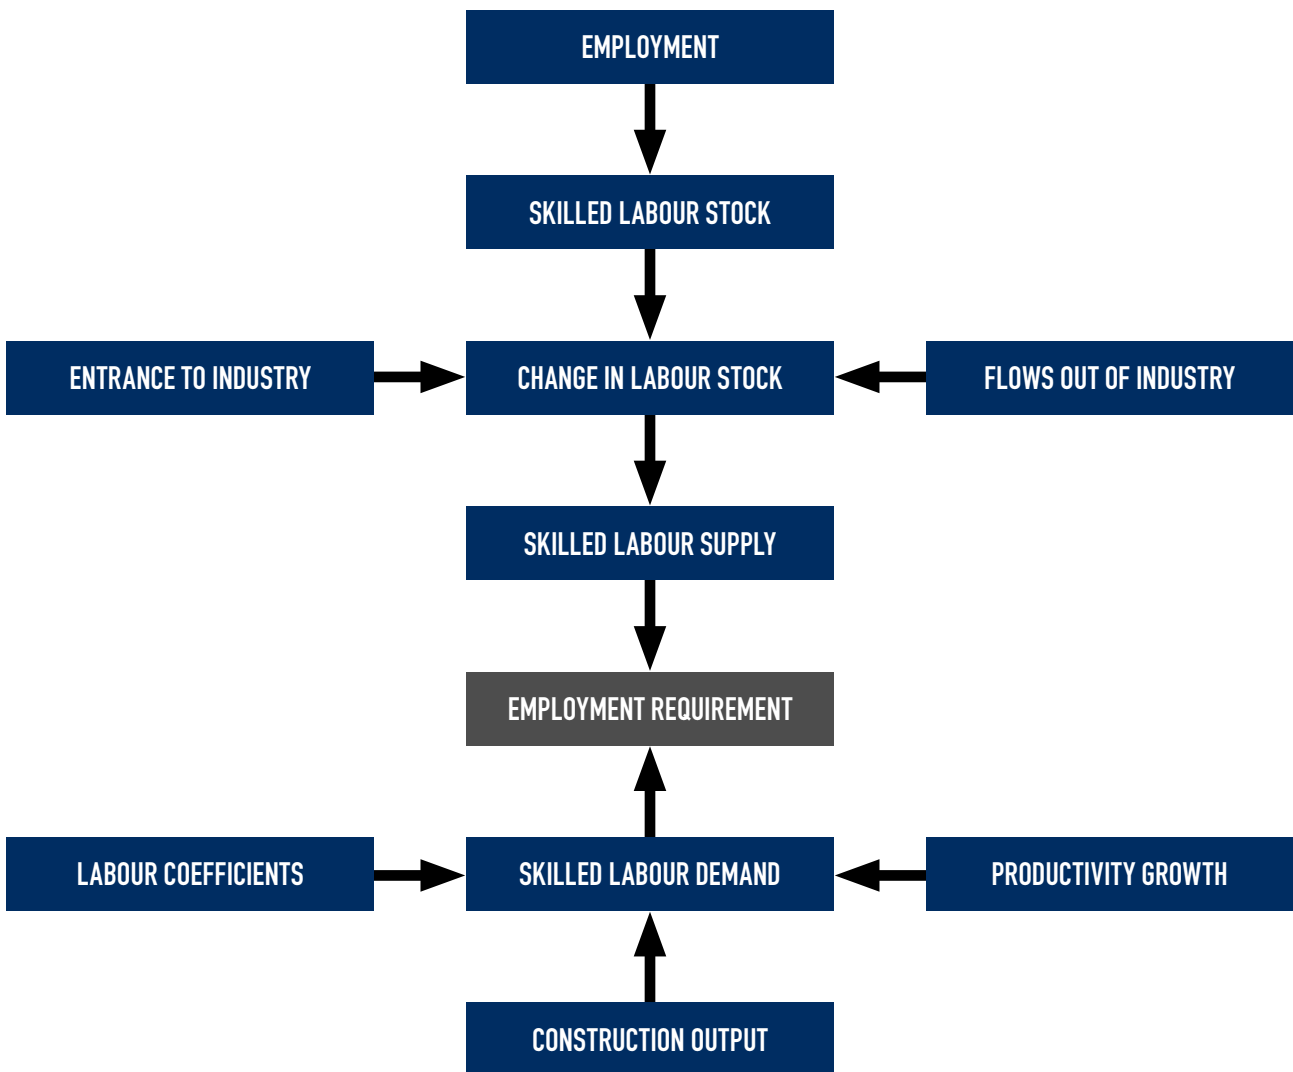 EMPLOYMENT
SKILLED LABOUR STOCK
ENTRANCE TO INDUSTRY
CHANGE IN LABOUR STOCK
FLOWS OUT OF INDUSTRY
SKILLED LABOUR SUPPLY
EMPLOYMENT REQUIREMENT
LABOUR COEFFICIENTS
SKILLED LABOUR DEMAND
PRODUCTIVITY GROWTH
CONSTRUCTION OUTPUT